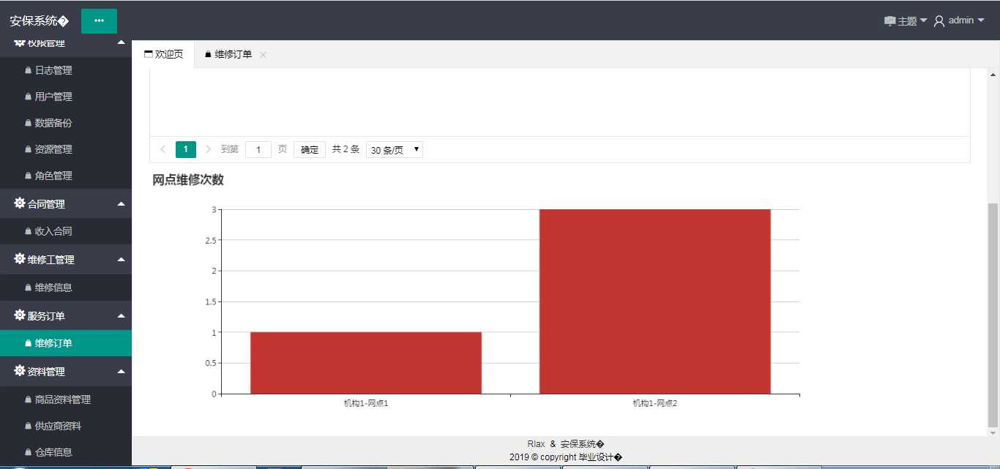 安保系统�
主题
admin
权限管理
日志管理
用户管理
数据备份
资源管理
角色管理
合同管理
收入合同
维修工管理
维修信息
服务订单
维修订单
资料管理
商品资料管理
供应商资料
仓库信息
欢迎页
维修订单
1 到第 1 页 确定 共 2 条 30 条/页
网点维修次数
3
2.5
2
1.5
1
0.5
0
机构1-网点1
机构1-网点2
Rlax & 安保系统�
2019 © copyright 毕业设计�